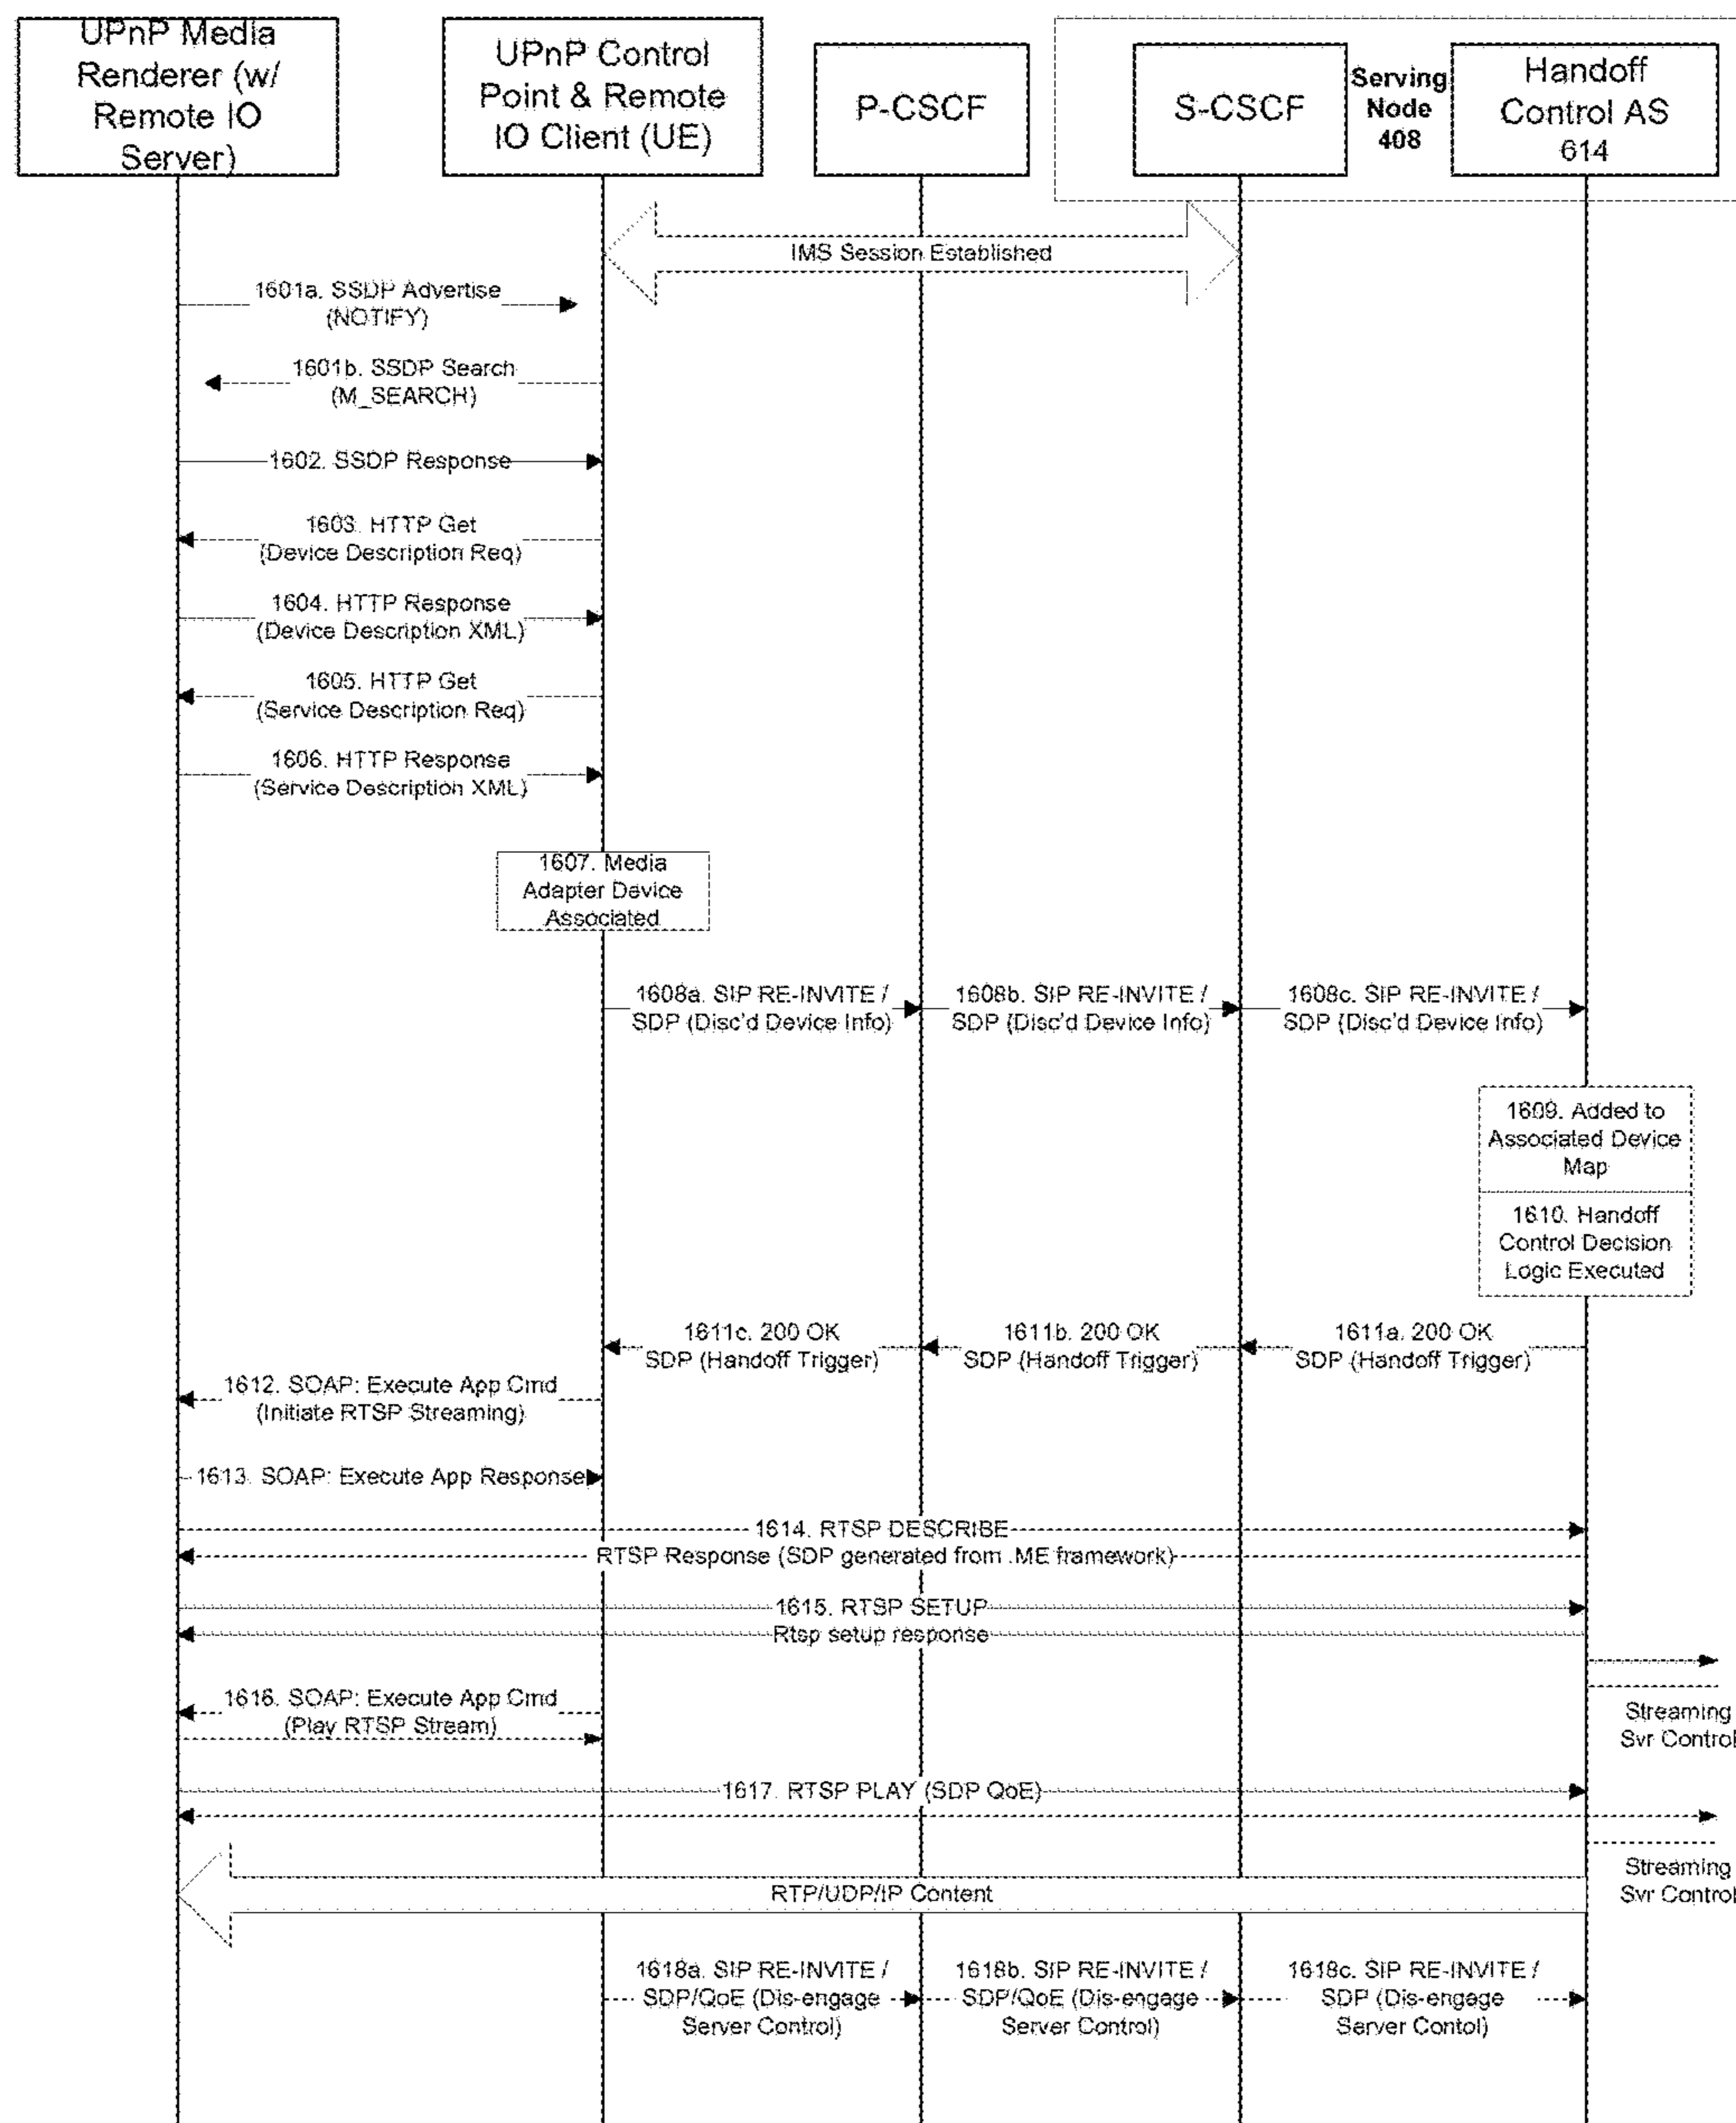 UPnP Media
Renderer (w/
Remote IO
Server)
UPnP Control
Point & Remote
IO Client (UE)
P-CSCF
S-CSCF
Serving
Node
408
Handoff
Control AS
614
IMS Session Established
1601a. SSDP Advertise
(NOTIFY)
1601b. SSDP Search
(M_SEARCH)
1602. SSDP Response
1603. HTTP Get
(Device Description Req)
1604. HTTP Response
(Device Description XML)
1605. HTTP Get
(Service Description Req)
1606. HTTP Response
(Service Description XML)
1607. Media
Adapter Device
Associated
1608a. SIP RE-INVITE /
SDP (Disc'd Device Info)
1608b. SIP RE-INVITE /
SDP (Disc'd Device Info)
1608c. SIP RE-INVITE /
SDP (Disc'd Device Info)
1609. Added to
Associated Device
Map
1610. Handoff
Control Decision
Logic Executed
1611c. 200 OK
SDP (Handoff Trigger)
1611b. 200 OK
SDP (Handoff Trigger)
1611a. 200 OK
SDP (Handoff Trigger)
1612. SOAP: Execute App Cmd
(Initiate RTSP Streaming)
1613. SOAP: Execute App Response
1614. RTSP DESCRIBE
RTSP Response (SDP generated from .ME framework)
1615. RTSP SETUP
Rtsp setup response
1616. SOAP: Execute App Cmd
(Play RTSP Stream)
Streaming
Svr Control
1617. RTSP PLAY (SDP QoE)
Streaming
Svr Control
RTP/UDP/IP Content
1618a. SIP RE-INVITE /
SDP/QoE (Dis-engage
Server Control)
1618b. SIP RE-INVITE /
SDP/QoE (Dis-engage
Server Control)
1618c. SIP RE-INVITE /
SDP (Dis-engage
Server Contol)